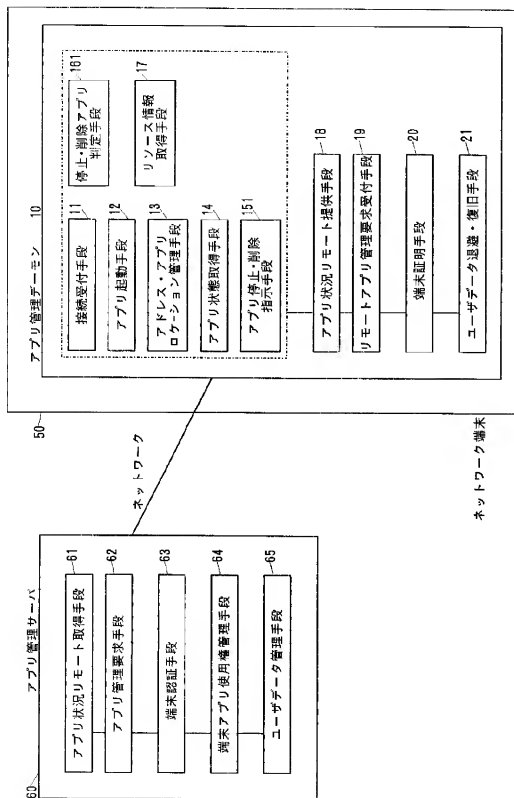 アプリ管理サーバ
60
アプリ状況リモート取得手段
61
アプリ管理要求手段
62
端末認証手段
63
端末アプリ使用権管理手段
64
ユーザデータ管理手段
65
ネットワーク
50
アプリ管理デーモン
10
接続受付手段
11
アプリ起動手段
12
アドレス・アプリ
ロケーション管理手段
13
アプリ状態取得手段
14
アプリ停止・削除
指示手段
151
停止・削除アプリ
判定手段
161
リソース情報
取得手段
17
アプリ状況リモート提供手段
18
リモートアプリ管理要求受付手段
19
端末証明手段
20
ユーザデータ退避・復旧手段
21
ネットワーク端末